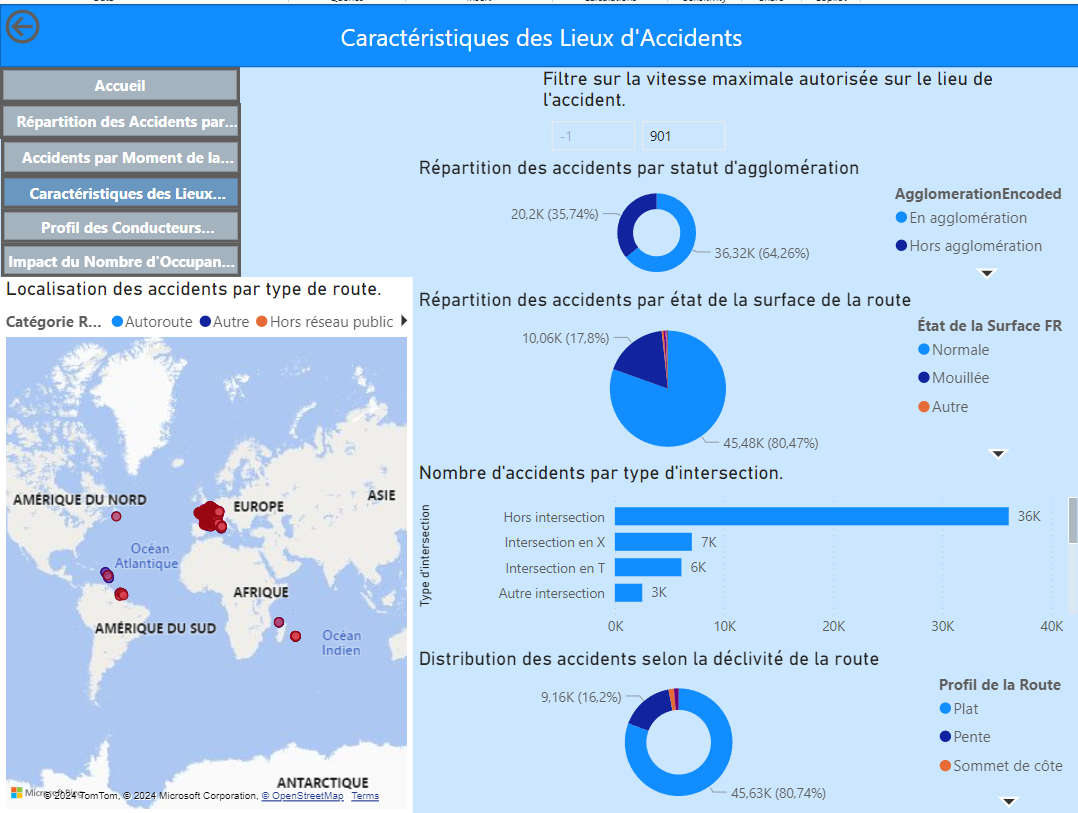 Caractéristiques des Lieux d'Accidents
Accueil
Répartition des Accidents par...
Accidents par Moment de la...
Caractéristiques des Lieux...
Profil des Conducteurs...
Impact du Nombre d'Occupan...
Filtre sur la vitesse maximale autorisée sur le lieu de
l'accident.
-1
901
Répartition des accidents par statut d'agglomération
20,2K (35,74%)
36,32K (64,26%)
AgglomerationEncoded
En agglomération
Hors agglomération
Localisation des accidents par type de route.
Catégorie R...
Autoroute
Autre
Hors réseau public
AMÉRIQUE DU NORD
EUROPE
ASIE
Océan
Atlantique
AFRIQUE
AMÉRIQUE DU SUD
Océan
Indien
ANTARCTIQUE
© 2024 TomTom, © 2024 Microsoft Corporation, © OpenStreetMap Terms
Répartition des accidents par état de la surface de la route
10,06K (17,8%)
45,48K (80,47%)
État de la Surface FR
Normale
Mouillée
Autre
Nombre d'accidents par type d'intersection.
Type d'intersection
Hors intersection
36K
Intersection en X
7K
Intersection en T
6K
Autre intersection
3K
0K
10K
20K
30K
40K
Distribution des accidents selon la déclivité de la route
9,16K (16,2%)
45,63K (80,74%)
Profil de la Route
Plat
Pente
Sommet de côte